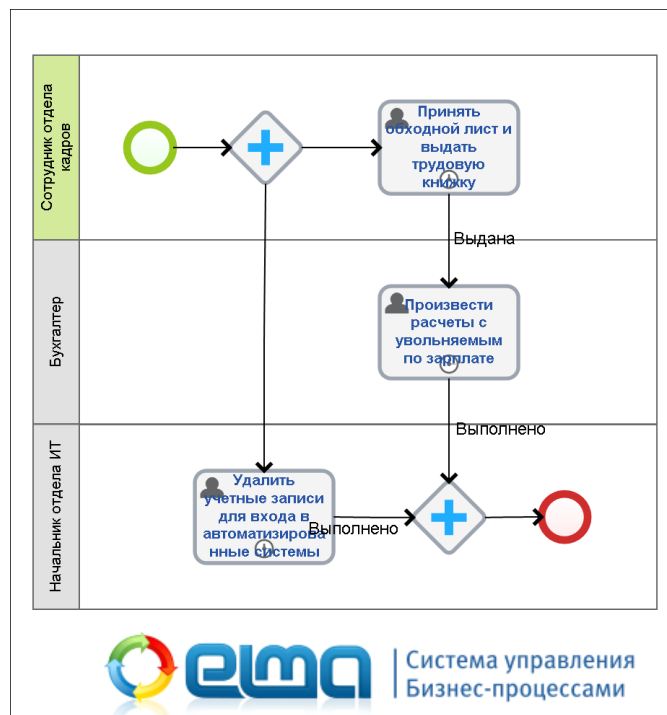 Сотрудник отдела
кадров
Принять
обходной лист и
выдать
трудовую
книжку
Выдана
Бухгалтер
Произвести
расчеты с
увольняемым
по зарплате
Выполнено
Начальник отдела ИТ
Удалить
учетные записи
для входа в
автоматизирова
нные системы
Выполнено
elma
Система управления
Бизнес-процессами